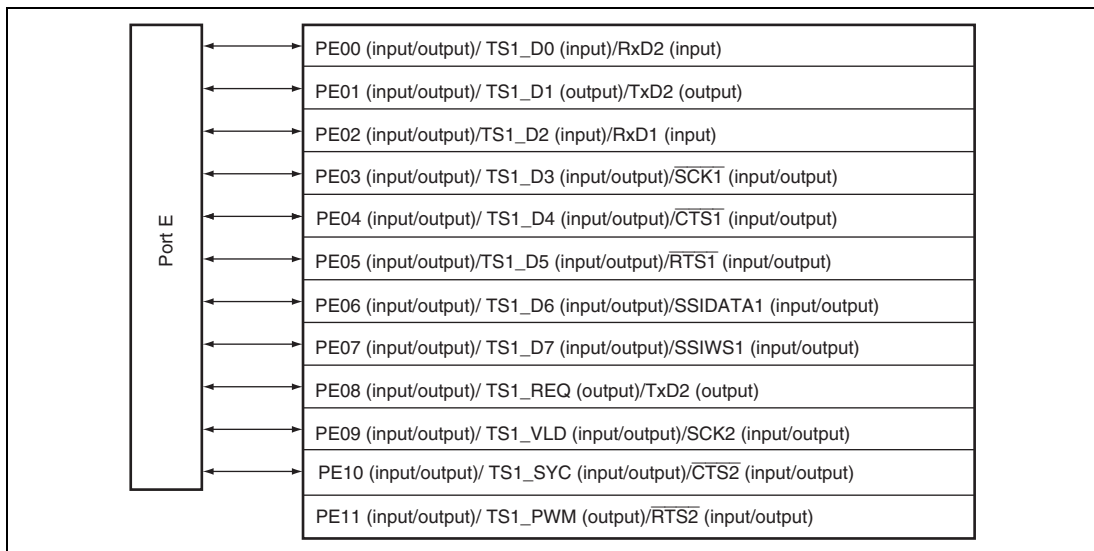 Port E
PE00 (input/output)/ TS1_D0 (input)/RxD2 (input)
PE01 (input/output)/ TS1_D1 (output)/TxD2 (output)
PE02 (input/output)/TS1_D2 (input)/RxD1 (input)
PE03 (input/output)/ TS1_D3 (input/output)/S̅C̅K̅1̅ (input/output)
PE04 (input/output)/ TS1_D4 (input/output)/C̅T̅S̅1̅ (input/output)
PE05 (input/output)/TS1_D5 (input/output)/R̅T̅S̅1̅ (input/output)
PE06 (input/output)/ TS1_D6 (input/output)/SSIDATA1 (input/output)
PE07 (input/output)/ TS1_D7 (input/output)/SSIWS1 (input/output)
PE08 (input/output)/ TS1_REQ (output)/TxD2 (output)
PE09 (input/output)/ TS1_VLD (input/output)/SCK2 (input/output)
PE10 (input/output)/ TS1_SYC (input/output)/C̅T̅S̅2̅ (input/output)
PE11 (input/output)/ TS1_PWM (output)/R̅T̅S̅2̅ (input/output)